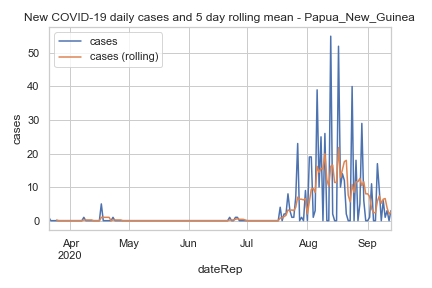 New COVID-19 daily cases and 5 day rolling mean - Papua_New_Guinea
cases
cases (rolling)
cases
50
40
30
20
10
0
Apr
2020
May
Jun
Jul
Aug
Sep
dateRep